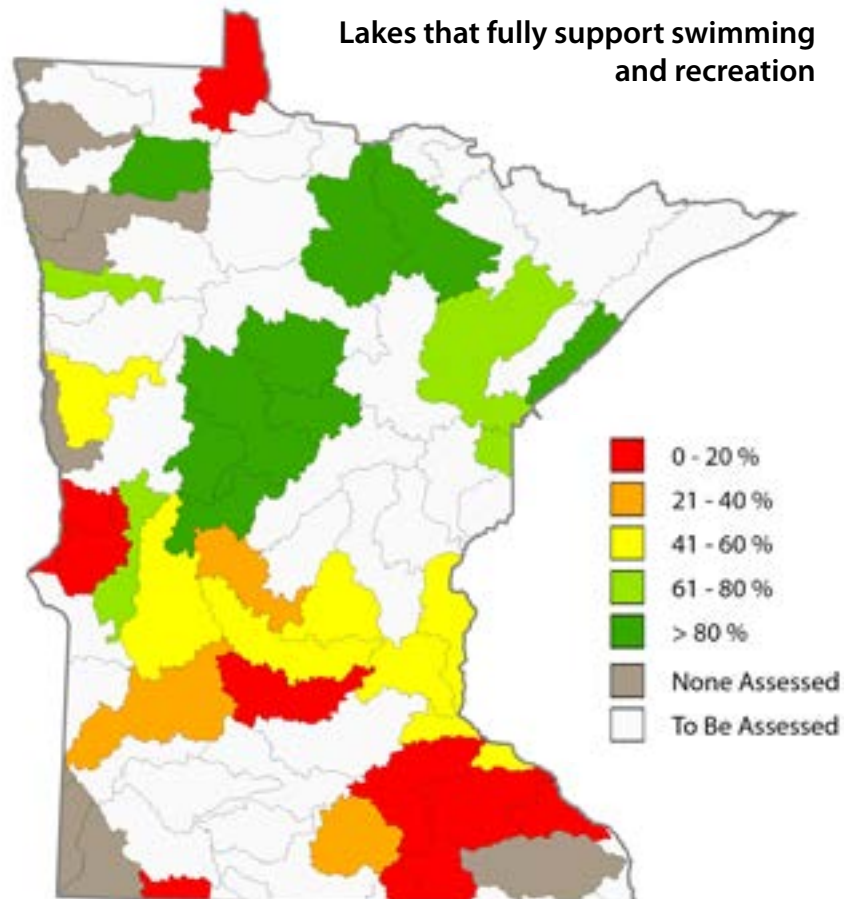 Lakes that fully support swimming
and recreation
0 - 20 %
21 - 40 %
41 - 60 %
61 - 80 %
> 80 %
None Assessed
To Be Assessed